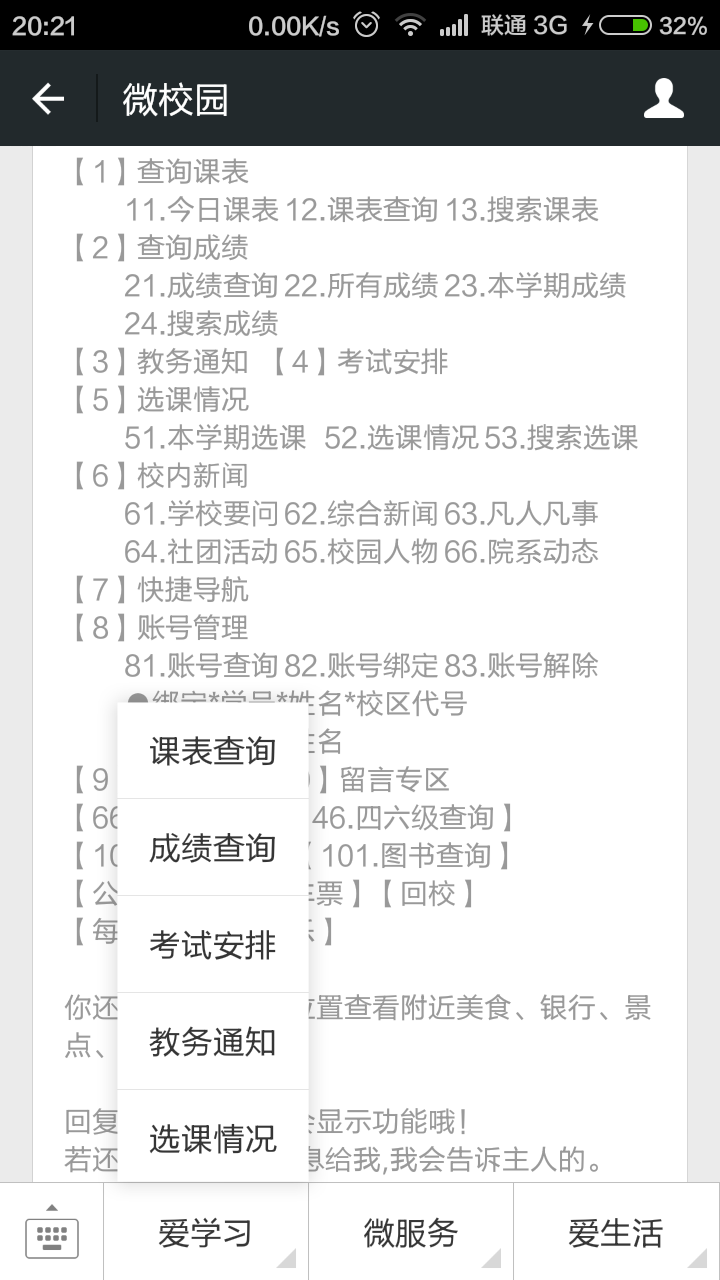 20:21 0.00K/s 联通 3G 32%
微校园
【1】查询课表
11.今日课表 12.课表查询 13.搜索课表
【2】查询成绩
21.成绩查询 22.所有成绩 23.本学期成绩
24.搜索成绩
【3】教务通知 【4】考试安排
【5】选课情况
51.本学期选课 52.选课情况 53.搜索选课
【6】校内新闻
61.学校要问 62.综合新闻 63.凡人凡事
64.社团活动 65.校园人物 66.院系动态
【7】快捷导航
【8】账号管理
81.账号查询 82.账号绑定 83.账号解除
●绑定*学号*姓名*校区代号
名
【9 】留言专区
【66 46.四六级查询】
【10 101.图书查询】
【公 票】【回校】
【每 】
你还 位置查看附近美食、银行、景
点、
回复 显示功能哦！
若还 息给我,我会告诉主人的。
课表查询
成绩查询
考试安排
教务通知
选课情况
爱学习 微服务 爱生活